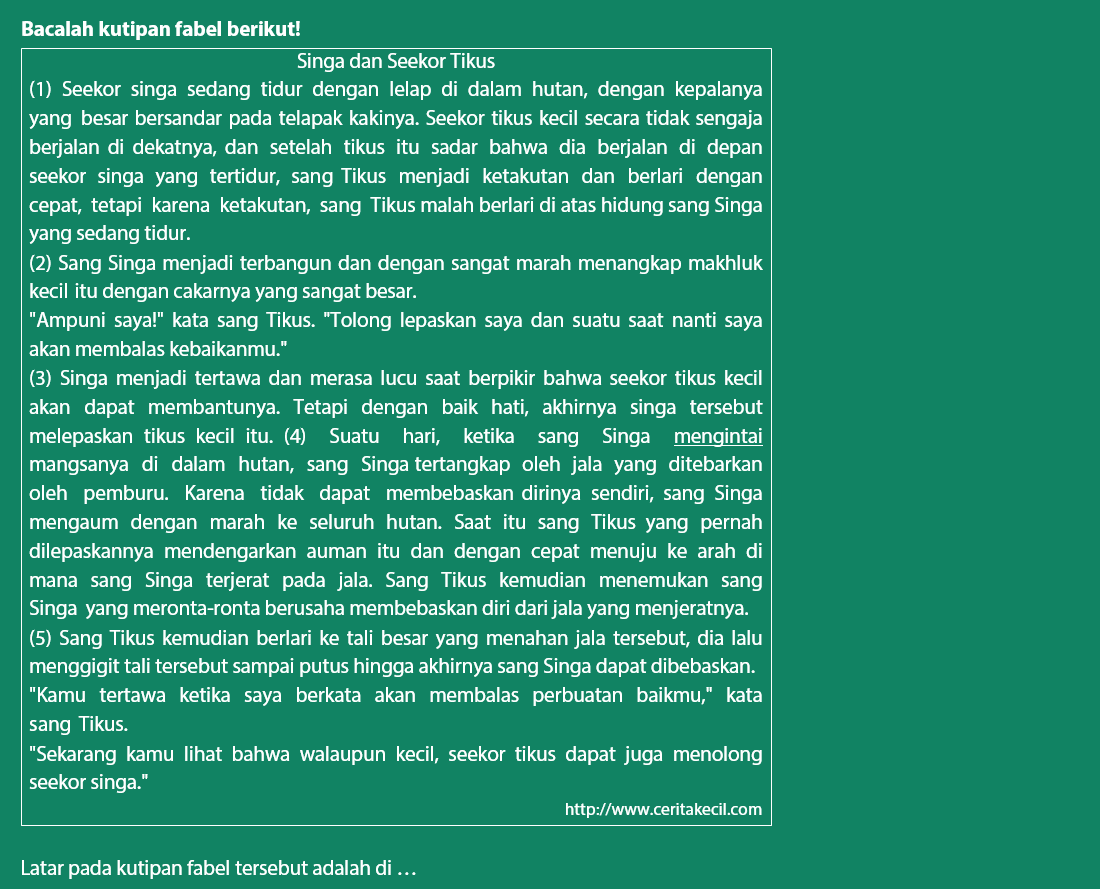 Bacalah kutipan fabel berikut!
Singa dan Seekor Tikus
(1) Seekor singa sedang tidur dengan lelap di dalam hutan, dengan kepalanya
yang besar bersandar pada telapak kakinya. Seekor tikus kecil secara tidak sengaja
berjalan di dekatnya, dan setelah tikus itu sadar bahwa dia berjalan di depan
seekor singa yang tertidur, sang Tikus menjadi ketakutan dan berlari dengan
cepat, tetapi karena ketakutan, sang Tikus malah berlari di atas hidung sang Singa
yang sedang tidur.
(2) Sang Singa menjadi terbangun dan dengan sangat marah menangkap makhluk
kecil itu dengan cakarnya yang sangat besar.
"Ampuni saya!" kata sang Tikus. "Tolong lepaskan saya dan suatu saat nanti saya
akan membalas kebaikanmu."
(3) Singa menjadi tertawa dan merasa lucu saat berpikir bahwa seekor tikus kecil
akan dapat membantunya. Tetapi dengan baik hati, akhirnya singa tersebut
melepaskan tikus kecil itu. (4) Suatu hari, ketika sang Singa mengintai
mangsanya di dalam hutan, sang Singa tertangkap oleh jala yang ditebarkan
oleh pemburu. Karena tidak dapat membebaskan dirinya sendiri, sang Singa
mengaum dengan marah ke seluruh hutan. Saat itu sang Tikus yang pernah
dilepaskannya mendengarkan auman itu dan dengan cepat menuju ke arah di
mana sang Singa terjerat pada jala. Sang Tikus kemudian menemukan sang
Singa yang meronta-ronta berusaha membebaskan diri dari jala yang menjeratnya.
(5) Sang Tikus kemudian berlari ke tali besar yang menahan jala tersebut, dia lalu
menggigit tali tersebut sampai putus hingga akhirnya sang Singa dapat dibebaskan.
"Kamu tertawa ketika saya berkata akan membalas perbuatan baikmu," kata
sang Tikus.
"Sekarang kamu lihat bahwa walaupun kecil, seekor tikus dapat juga menolong
seekor singa."
http://www.ceritakecil.com
Latar pada kutipan fabel tersebut adalah di …